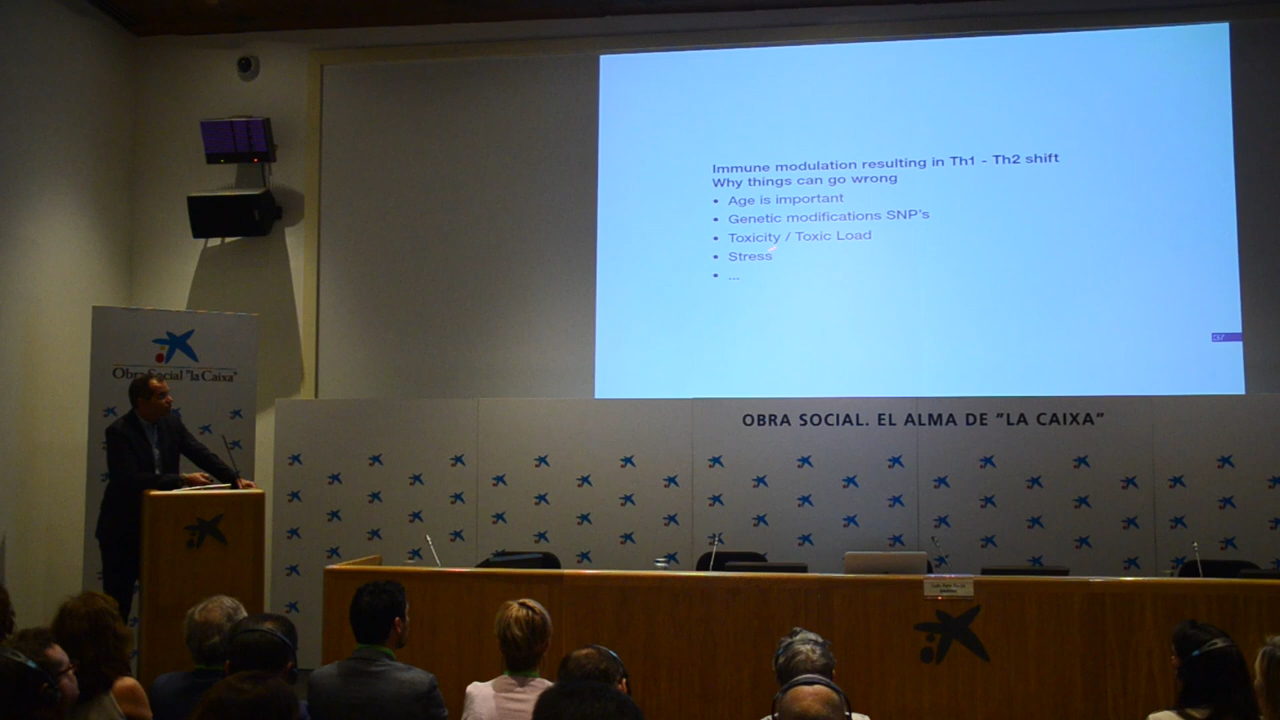 Immune modulation resulting in Th1 - Th2 shift
Why things can go wrong
• Age is important
• Genetic modifications SNP's
• Toxicity / Toxic Load
• Stress
• ...
37
Obra Social "la Caixa"
OBRA SOCIAL. EL ALMA DE "LA CAIXA"